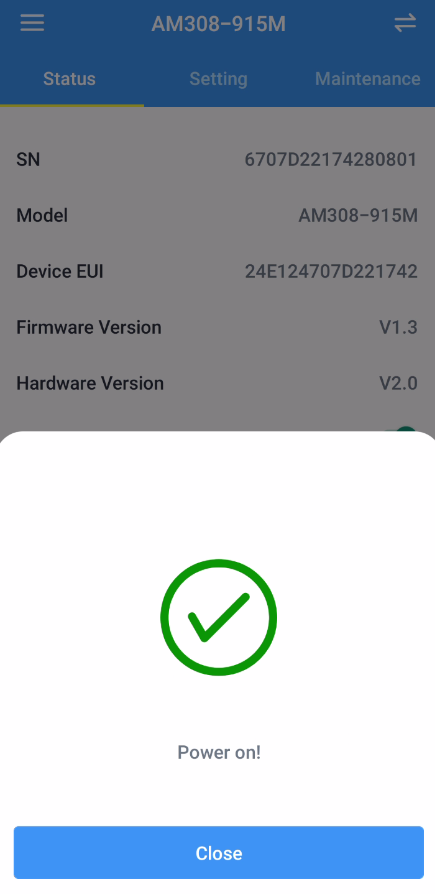 AM308-915M
Status Setting Maintenance
SN 6707D22174280801
Model AM308-915M
Device EUI 24E124707D221742
Firmware Version V1.3
Hardware Version V2.0
Power on!
Close